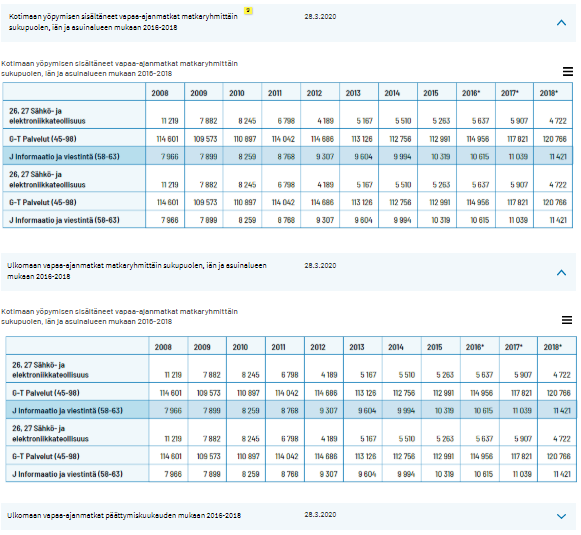 Kotimaan yöpymisen sisältäneet vapaa-ajanmatkat matkaryhmittäin 28.3.2020
sukupuolen, iän ja asuinalueen mukaan 2016-2018
Kotimaan yöpymisen sisältäneet vapaa-ajanmatkat matkaryhmittäin
sukupuolen, iän ja asuinalueen mukaan 2016-2018
2008 2009 2010 2011 2012 2013 2014 2015 2016* 2017* 2018*
26, 27 Sähkö- ja
elektroniikkateollisuus 11 219 7 882 8 245 6 798 4 189 5 167 5 510 5 263 5 637 5 907 4 722
G-T Palvelut (45-98) 114 601 109 573 110 897 114 042 114 686 113 126 112 756 112 991 114 956 117 821 120 766
J Informaatio ja viestintä (58-63) 7 966 7 899 8 259 8 768 9 307 9 604 9 994 10 319 10 615 11 039 11 421
26, 27 Sähkö- ja
elektroniikkateollisuus 11 219 7 882 8 245 6 798 4 189 5 167 5 510 5 263 5 637 5 907 4 722
G-T Palvelut (45-98) 114 601 109 573 110 897 114 042 114 686 113 126 112 756 112 991 114 956 117 821 120 766
J Informaatio ja viestintä (58-63) 7 966 7 899 8 259 8 768 9 307 9 604 9 994 10 319 10 615 11 039 11 421
Ulkomaan vapaa-ajanmatkat matkaryhmittäin sukupuolen, iän ja asuinalueen 28.3.2020
mukaan 2016-2018
Kotimaan yöpymisen sisältäneet vapaa-ajanmatkat matkaryhmittäin
sukupuolen, iän ja asuinalueen mukaan 2016-2018
2008 2009 2010 2011 2012 2013 2014 2015 2016* 2017* 2018*
26, 27 Sähkö- ja
elektroniikkateollisuus 11 219 7 882 8 245 6 798 4 189 5 167 5 510 5 263 5 637 5 907 4 722
G-T Palvelut (45-98) 114 601 109 573 110 897 114 042 114 686 113 126 112 756 112 991 114 956 117 821 120 766
J Informaatio ja viestintä (58-63) 7 966 7 899 8 259 8 768 9 307 9 604 9 994 10 319 10 615 11 039 11 421
26, 27 Sähkö- ja
elektroniikkateollisuus 11 219 7 882 8 245 6 798 4 189 5 167 5 510 5 263 5 637 5 907 4 722
G-T Palvelut (45-98) 114 601 109 573 110 897 114 042 114 686 113 126 112 756 112 991 114 956 117 821 120 766
J Informaatio ja viestintä (58-63) 7 966 7 899 8 259 8 768 9 307 9 604 9 994 10 319 10 615 11 039 11 421
Ulkomaan vapaa-ajanmatkat päättymiskuukauden mukaan 2016-2018 28.3.2020